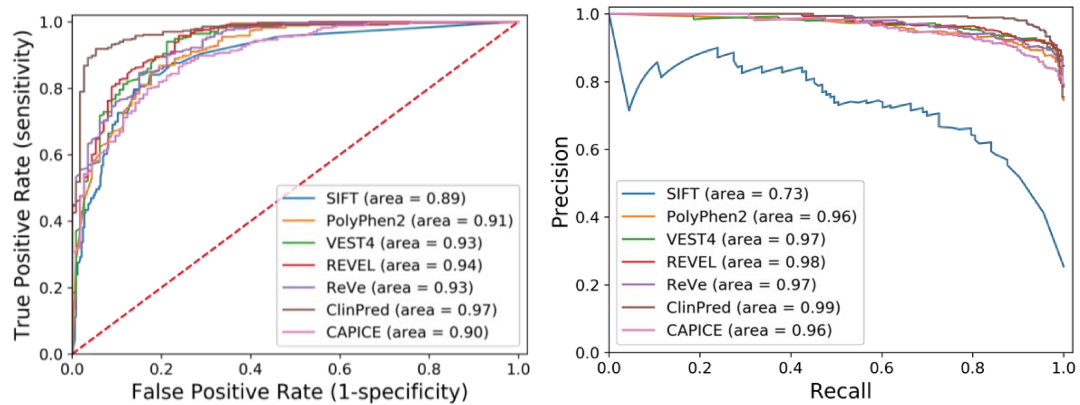 True Positive Rate (sensitivity)
1.0
0.8
0.6
0.4
0.2
0.0
SIFT (area = 0.89)
PolyPhen2 (area = 0.91)
VEST4 (area = 0.93)
REVEL (area = 0.94)
ReVe (area = 0.93)
ClinPred (area = 0.97)
CAPICE (area = 0.90)
0.0 0.2 0.4 0.6 0.8 1.0
False Positive Rate (1-specificity)
Precision
1.0
0.8
0.6
0.4
0.2
0.0
SIFT (area = 0.73)
PolyPhen2 (area = 0.96)
VEST4 (area = 0.97)
REVEL (area = 0.98)
ReVe (area = 0.97)
ClinPred (area = 0.99)
CAPICE (area = 0.96)
0.0 0.2 0.4 0.6 0.8 1.0
Recall